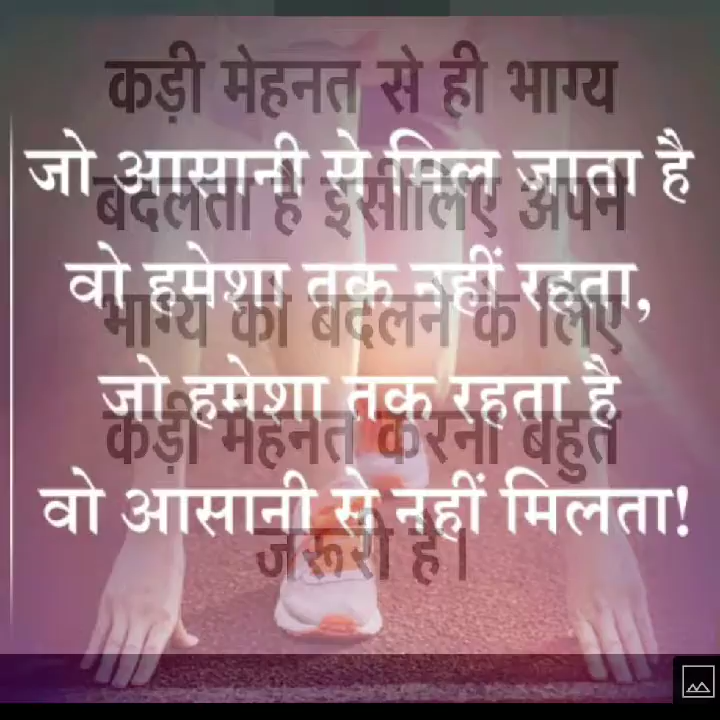 कड़ी मेहनत से ही भाग्य
जो आसानी से मिल जाता है
बदलता है इसीलिए अपने
वो हमेशा तक नहीं रहता,
भाग्य को बदलने के लिए
जो हमेशा तक रहता है
कड़ी मेहनत करना बहुत
वो आसानी से नहीं मिलता!
जरूरी है।